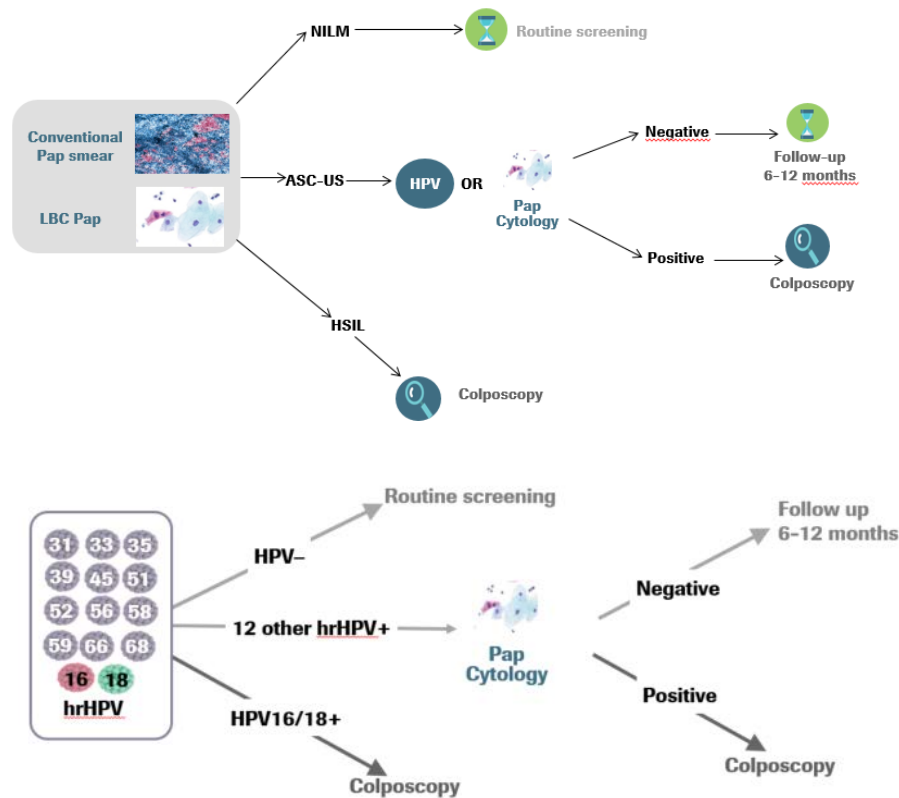 NILM
Routine screening
Conventional
Pap smear
LBC Pap
ASC-US
HPV
OR
Pap
Cytology
Negative
Follow-up
6-12 months
Positive
Colposcopy
HSIL
Colposcopy
31 33 35
39 45 51
52 56 58
59 66 68
16 18
hrHPV
HPV–
Routine screening
12 other hrHPV+
Pap
Cytology
HPV16/18+
Colposcopy
Negative
Follow up
6-12 months
Positive
Colposcopy